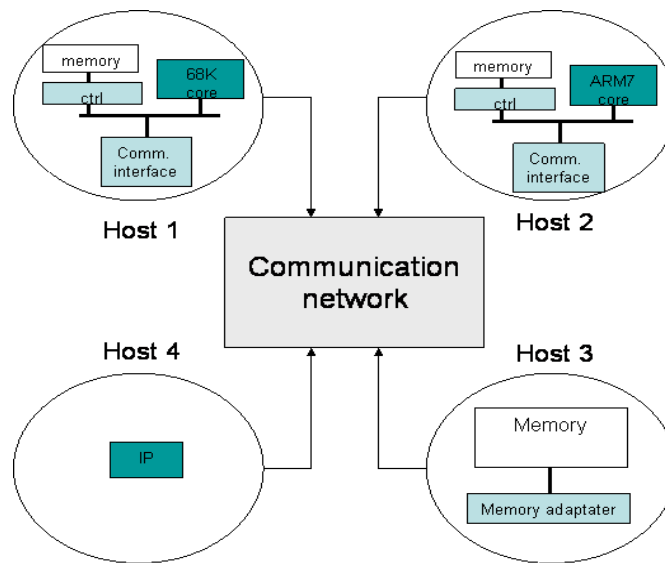 memory
68K
core
ctrl
Comm.
interface
Host 1
memory
ARM7
core
ctrl
Comm.
interface
Host 2
Communication
network
Host 4
IP
Host 3
Memory
Memory adaptater